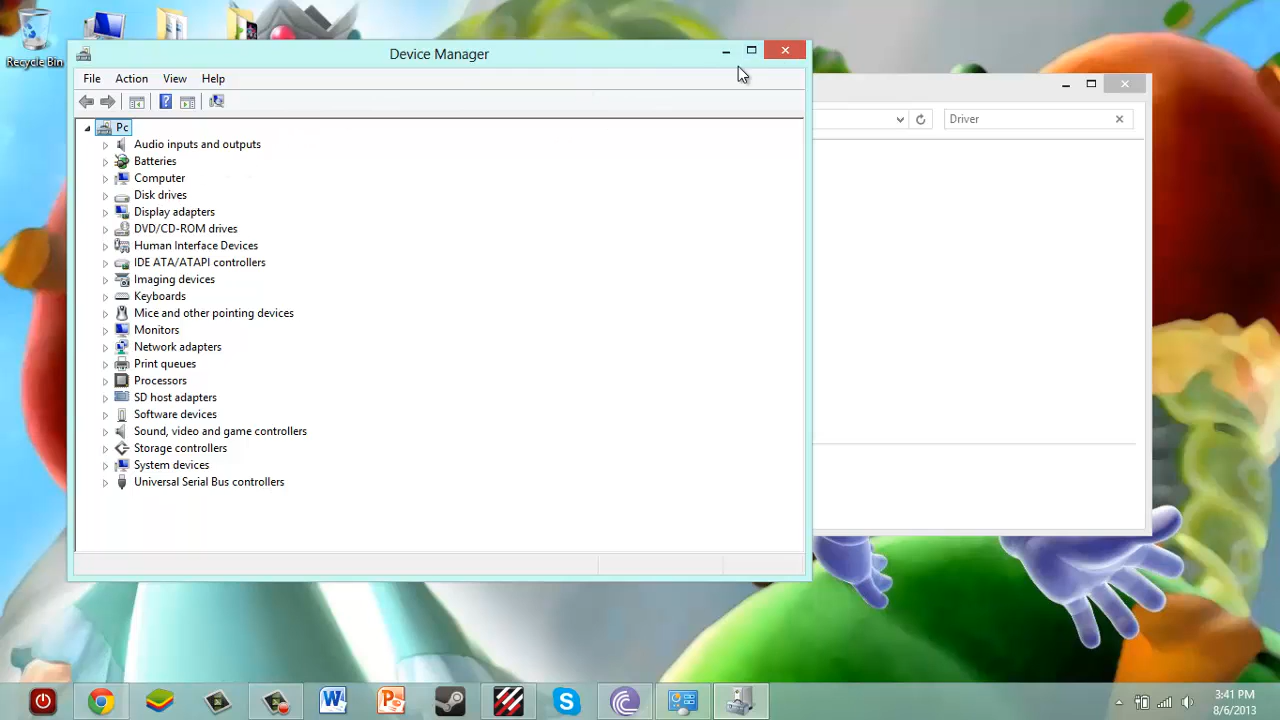 Recycle Bin
Device Manager
File Action View Help
Driver
Pc
Audio inputs and outputs
Batteries
Computer
Disk drives
Display adapters
DVD/CD-ROM drives
Human Interface Devices
IDE ATA/ATAPI controllers
Imaging devices
Keyboards
Mice and other pointing devices
Monitors
Network adapters
Print queues
Processors
SD host adapters
Software devices
Sound, video and game controllers
Storage controllers
System devices
Universal Serial Bus controllers
3:41 PM
8/6/2013